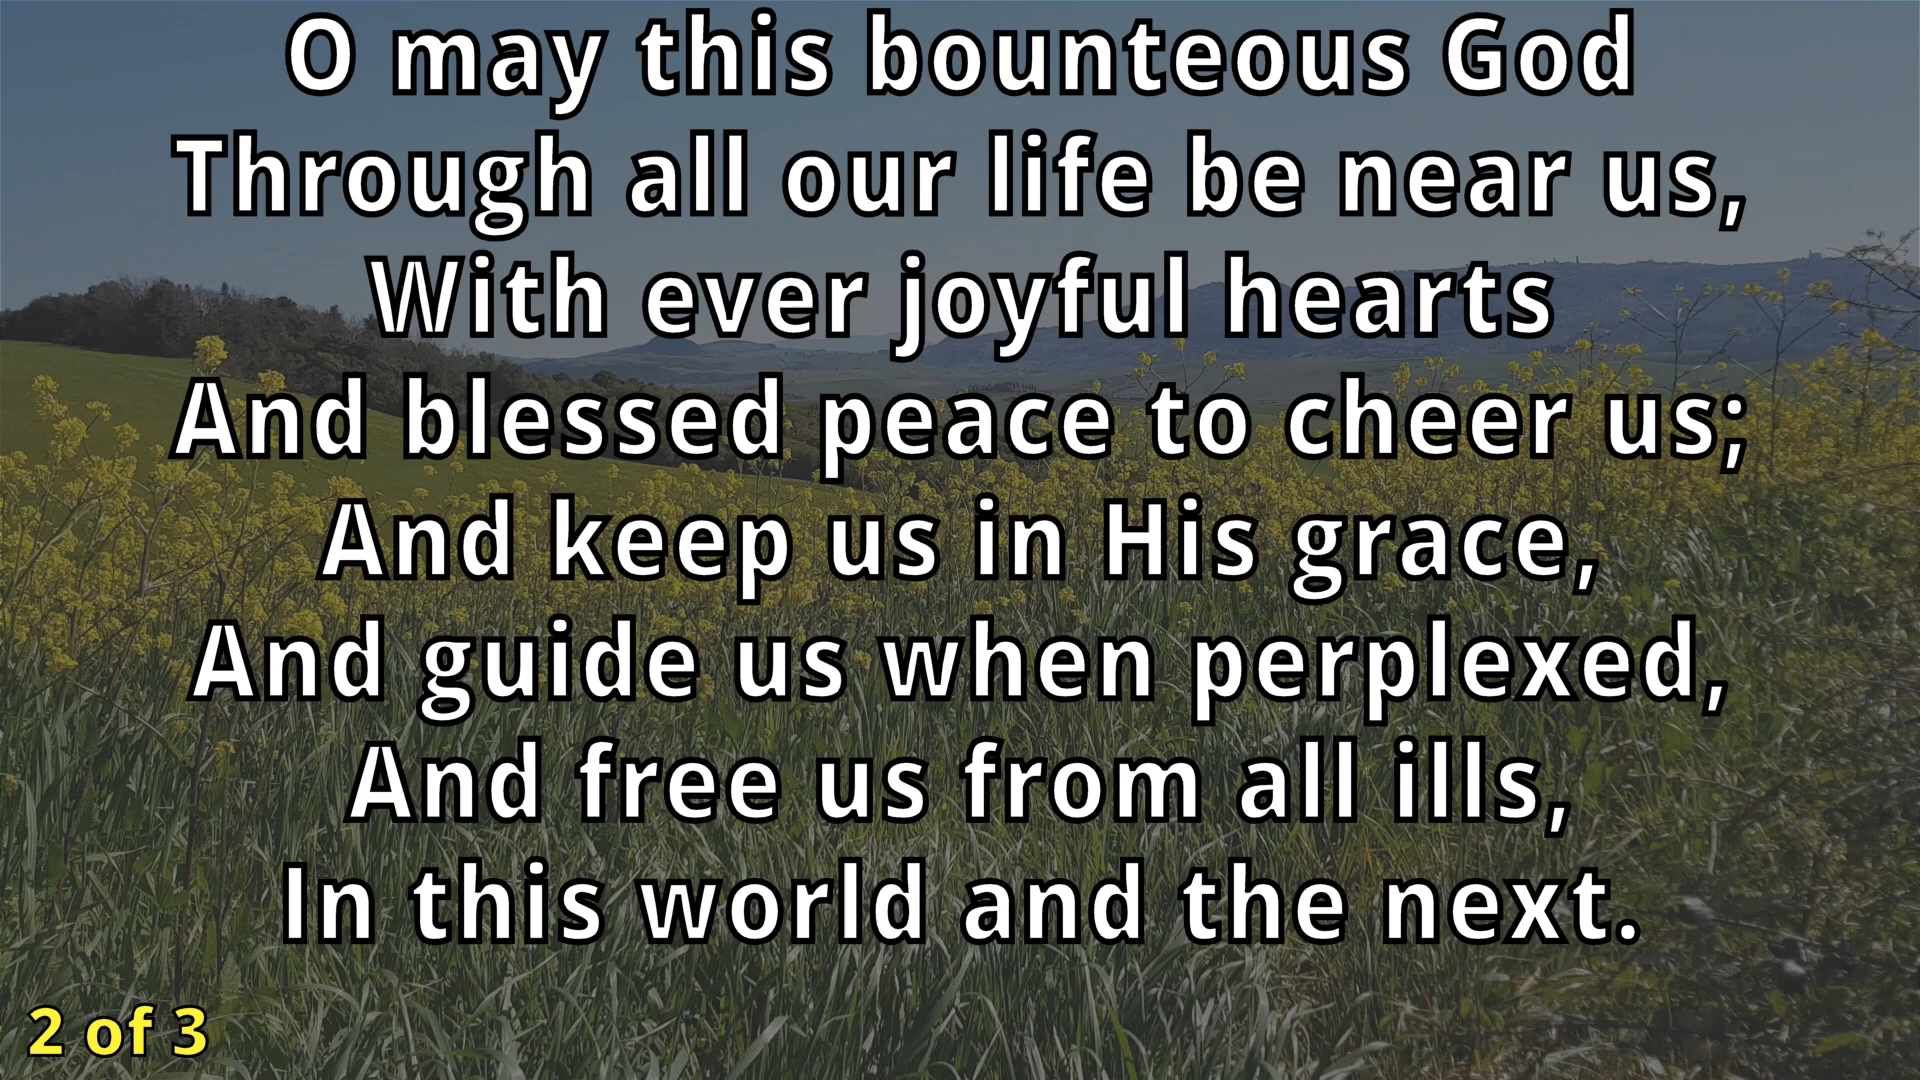 O may this bounteous God
Through all our life be near us,
With ever joyful hearts
And blessed peace to cheer us;
And keep us in His grace,
And guide us when perplexed,
And free us from all ills,
In this world and the next.
2 of 3